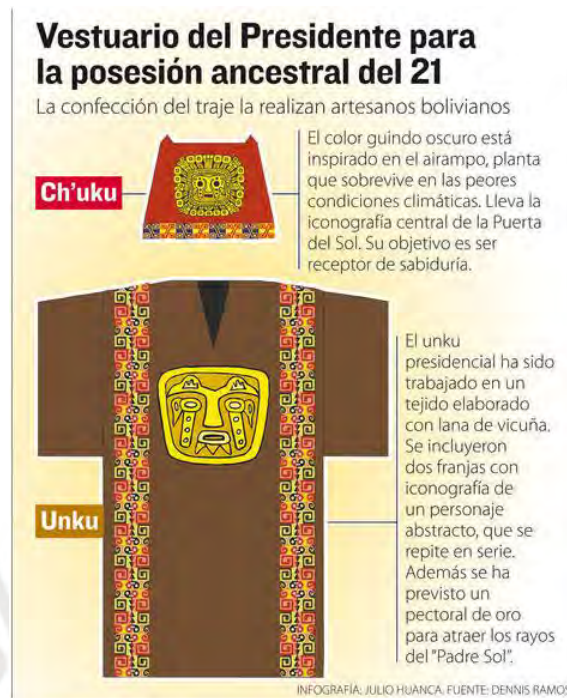 Vestuario del Presidente para
la posesión ancestral del 21
La confección del traje la realizan artesanos bolivianos
Ch'uku
El color guindo oscuro está
inspirado en el airampo, planta
que sobrevive en las peores
condiciones climáticas. Lleva la
iconografía central de la Puerta
del Sol. Su objetivo es ser
receptor de sabiduría.
Unku
El unku
presidencial ha sido
trabajado en un
tejido elaborado
con lana de vicuña.
Se incluyeron
dos franjas con
iconografía de
un personaje
abstracto, que se
repite en serie.
Además se ha
previsto un
pectoral de oro
para atraer los rayos
del "Padre Sol".
INFOGRAFÍA: JULIO HUANCA. FUENTE: DENNIS RAMOS